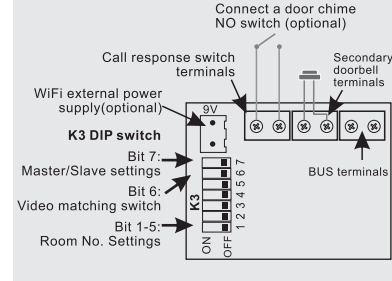 Connect a door chime
NO switch (optional)
Call response switch
terminals
Secondary
doorbell
terminals
WiFi external power
supply(optional)
9V
K3 DIP switch
Bit 7:
Master/Slave settings
Bit 6:
Video matching switch
Bit 1-5:
Room No. Settings
K3
1 2 3 4 5 6 7
ON
OFF
BUS terminals